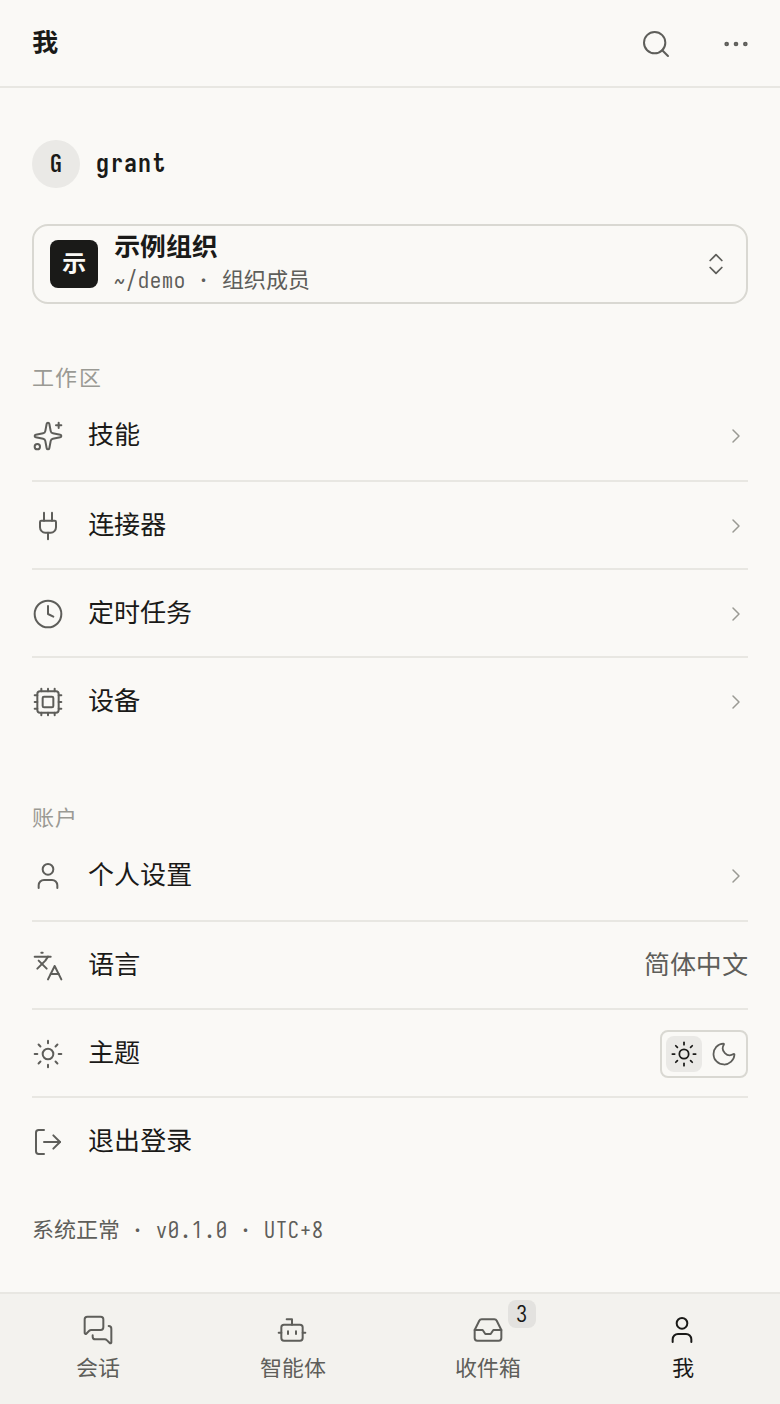 我
G grant
示 示例组织
~/demo · 组织成员
工作区
技能
连接器
定时任务
设备
账户
个人设置
语言 简体中文
主题
退出登录
系统正常 · v0.1.0 · UTC+8
3
会话 智能体 收件箱 我